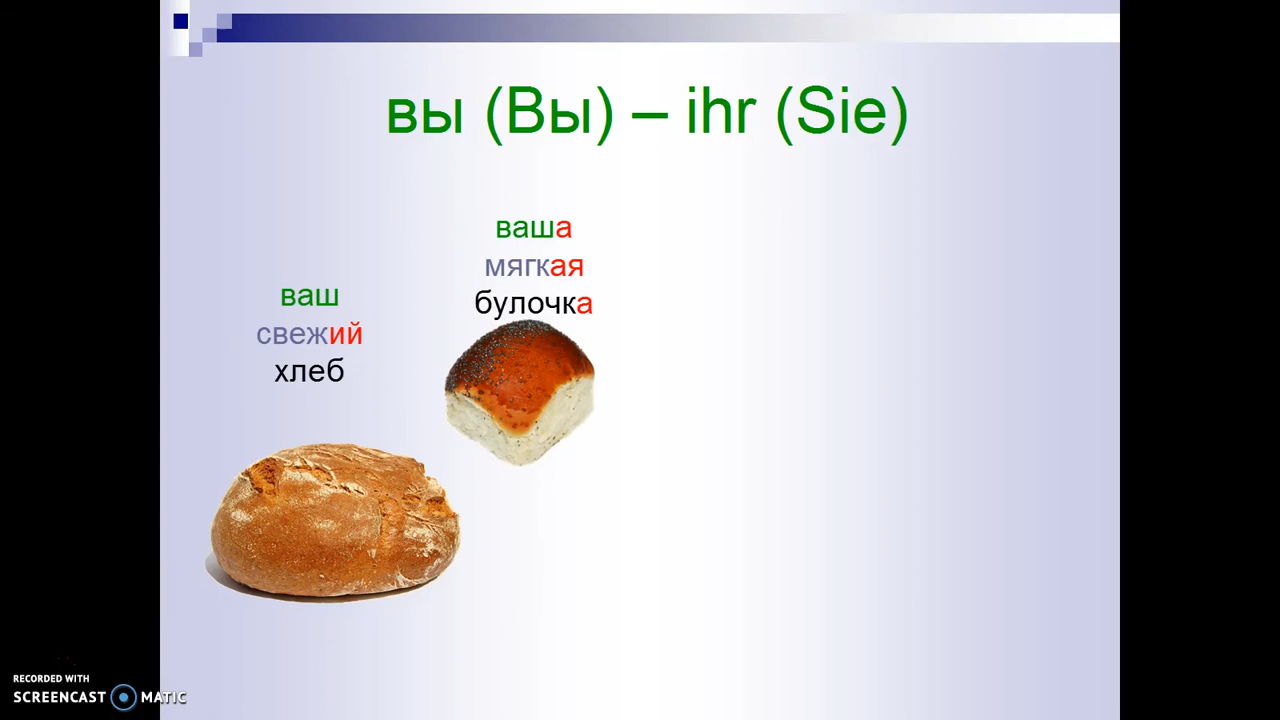 вы (Вы) – ihr (Sie)
ваша
мягкая
булочка
ваш
свежий
хлеб
RECORDED WITH
SCREENCAST MATIC